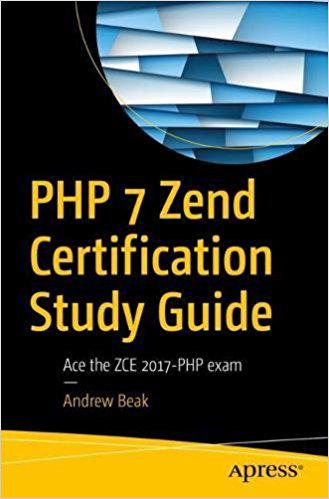 PHP 7 Zend
Certification
Study Guide
Ace the ZCE 2017-PHP exam
—
Andrew Beak
Apress®